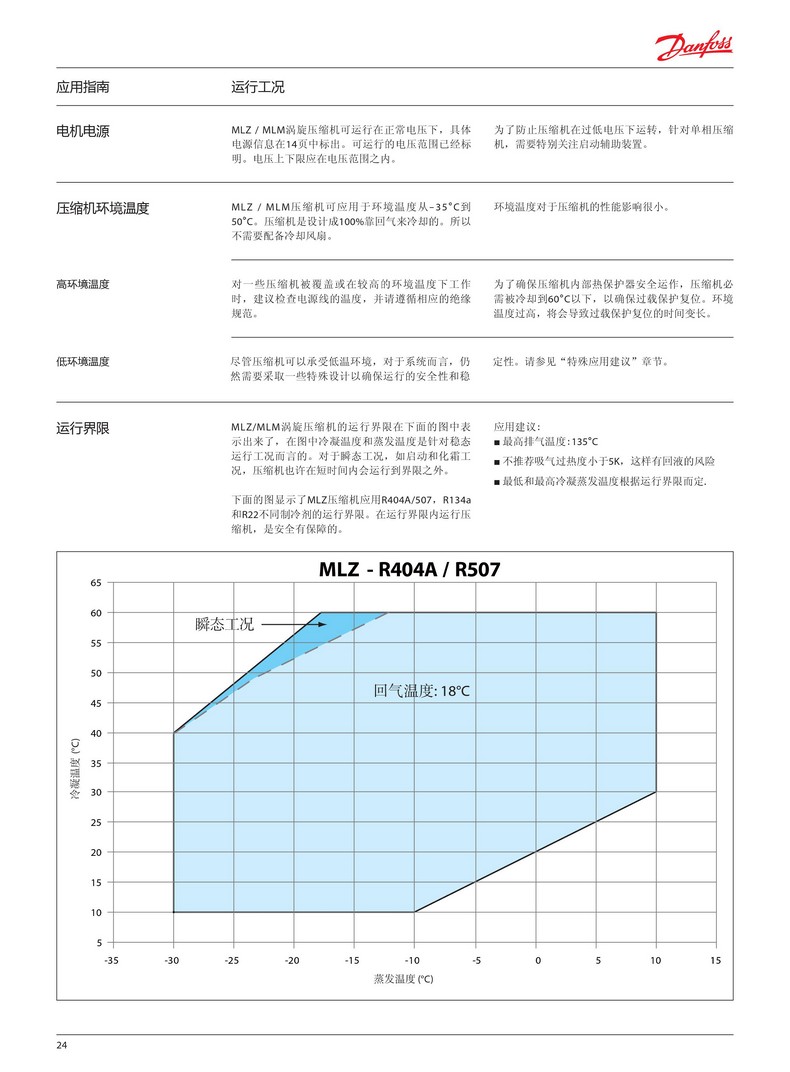 Danfoss
应用指南
运行工况
电机电源
MLZ / MLM涡旋压缩机可运行在正常电压下，具体
电源信息在14页中标出。可运行的电压范围已经标
明。电压上下限应在电压范围之内。
为了防止压缩机在过低电压下运转，针对单相压缩
机，需要特别关注启动辅助装置。
压缩机环境温度
MLZ / MLM压缩机可应用于环境温度从–35°C到
50°C。压缩机是设计成100%靠回气来冷却的。所以
不需要配备冷却风扇。
环境温度对于压缩机的性能影响很小。
高环境温度
对一些压缩机被覆盖或在较高的环境温度下工作
时，建议检查电源线的温度，并请遵循相应的绝缘
规范。
为了确保压缩机内部热保护器安全运作，压缩机必
需被冷却到60°C以下，以确保过载保护复位。环境
温度过高，将会导致过载保护复位的时间变长。
低环境温度
尽管压缩机可以承受低温环境，对于系统而言，仍
然需要采取一些特殊设计以确保运行的安全性和稳
定性。请参见“特殊应用建议”章节。
运行界限
MLZ/MLM涡旋压缩机的运行界限在下面的图中表
示出来了，在图中冷凝温度和蒸发温度是针对稳态
运行工况而言的。对于瞬态工况，如启动和化霜工
况，压缩机也许在短时间内会运行到界限之外。
下面的图显示了MLZ压缩机应用R404A/507，R134a
和R22不同制冷剂的运行界限。在运行界限内运行压
缩机，是安全有保障的。
应用建议：
■ 最高排气温度：135°C
■ 不推荐吸气过热度小于5K，这样有回液的风险
■ 最低和最高冷凝蒸发温度根据运行界限而定.
MLZ - R404A / R507
65
60
55
50
45
40
35
30
25
20
15
10
5
冷凝温度 (°C)
瞬态工况
回气温度: 18°C
-35 -30 -25 -20 -15 -10 -5 0 5 10 15
蒸发温度 (°C)
24